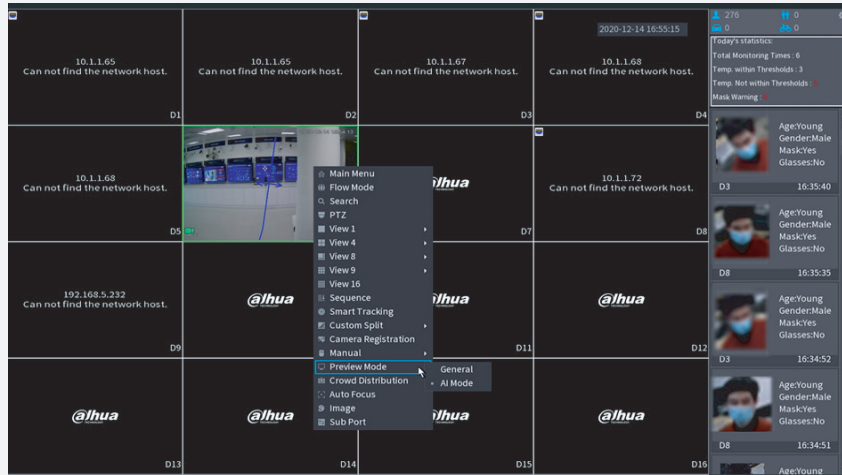 2020-12-14 16:55:15
10.1.1.65
Can not find the network host.
D1
10.1.1.65
Can not find the network host.
D2
10.1.1.67
Can not find the network host.
D3
10.1.1.68
Can not find the network host.
D4
10.1.1.68
Can not find the network host.
D5
alhua
D7
10.1.1.72
Can not find the network host.
D8
192.168.5.232
Can not find the network host.
D9
alhua
TECHNOLOGY
alhua
D11
alhua
TECHNOLOGY
D12
alhua
TECHNOLOGY
D13
alhua
TECHNOLOGY
D14
alhua
TECHNOLOGY
D15
alhua
TECHNOLOGY
D16
Main Menu
Flow Mode
Search
PTZ
View 1
View 4
View 8
View 9
View 16
Sequence
Smart Tracking
Custom Split
Camera Registration
Manual
Preview Mode
Crowd Distribution
Auto Focus
Image
Sub Port
General
AI Mode
276
0
0
0
Today's statistics:
Total Monitoring Times : 6
Temp. within Thresholds : 3
Temp. Not within Thresholds :
Mask Warning :
Age:Young
Gender:Male
Mask:Yes
Glasses:No
D3 16:35:40
Age:Young
Gender:Male
Mask:Yes
Glasses:No
D8 16:35:35
Age:Young
Gender:Male
Mask:Yes
Glasses:No
D3 16:34:52
Age:Young
Gender:Male
Mask:Yes
Glasses:No
D8 16:34:51
Age:Young